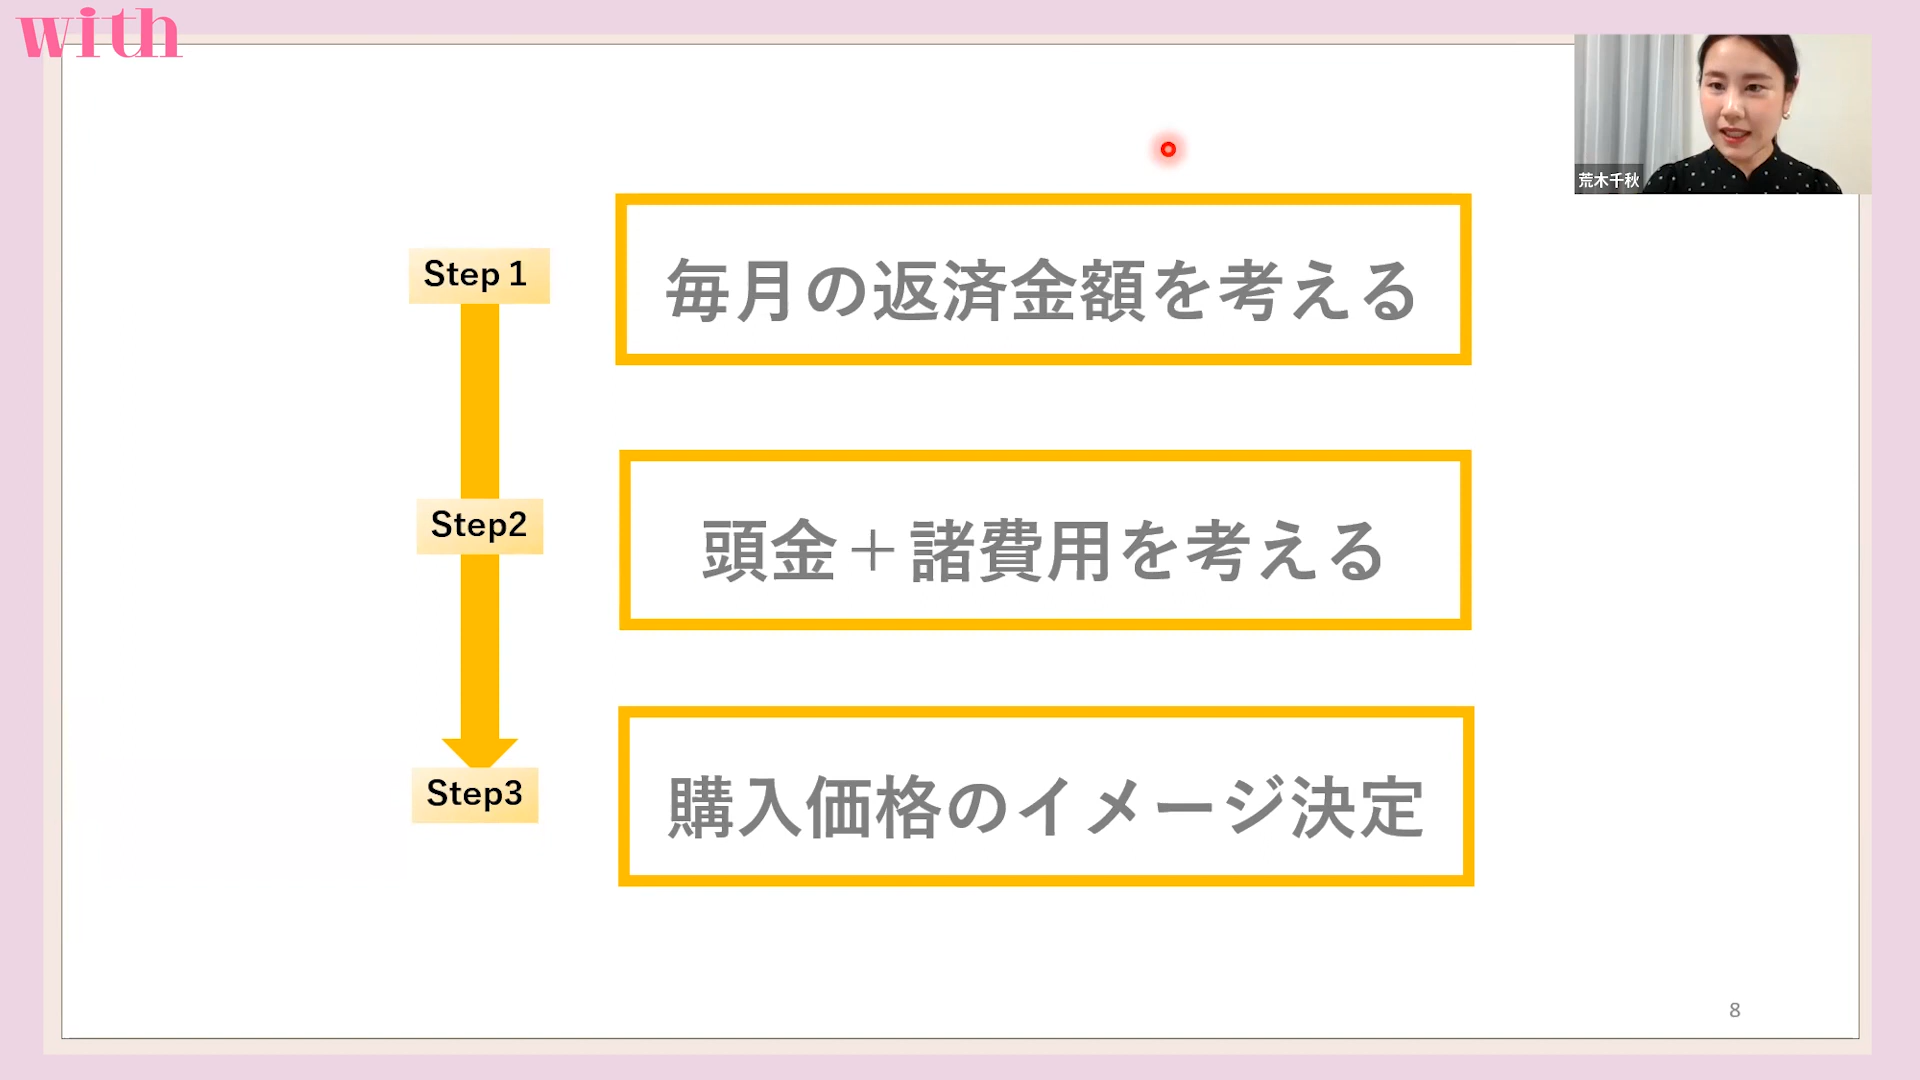 with
荒木千秋
Step 1
毎月の返済金額を考える
Step2
頭金＋諸費用を考える
Step3
購入価格のイメージ決定
8